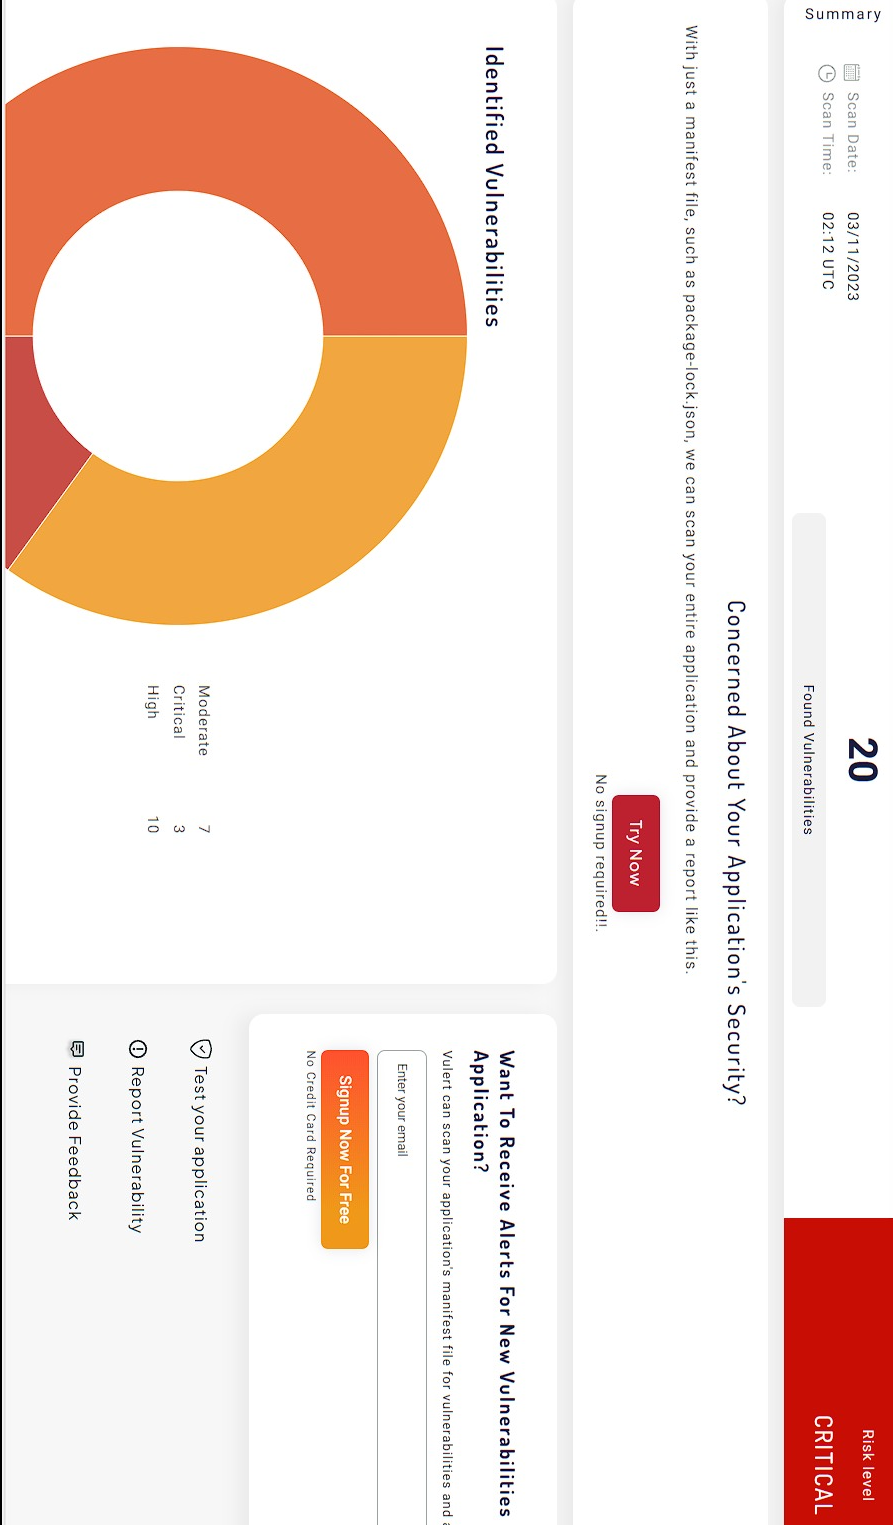 Summary
Scan Date: 03/11/2023
Scan Time: 02:12 UTC
20
Found Vulnerabilities
Risk level
CRITICAL
Concerned About Your Application's Security?
With just a manifest file, such as package-lock.json, we can scan your entire application and provide a report like this.
Try Now
No signup required!!.
Identified Vulnerabilities
Moderate 7
Critical 3
High 10
Want To Receive Alerts For New Vulnerabilities
Application?
Vulert can scan your application's manifest file for vulnerabilities and
Enter your email
Signup Now For Free
No Credit Card Required
Test your application
Report Vulnerability
Provide Feedback